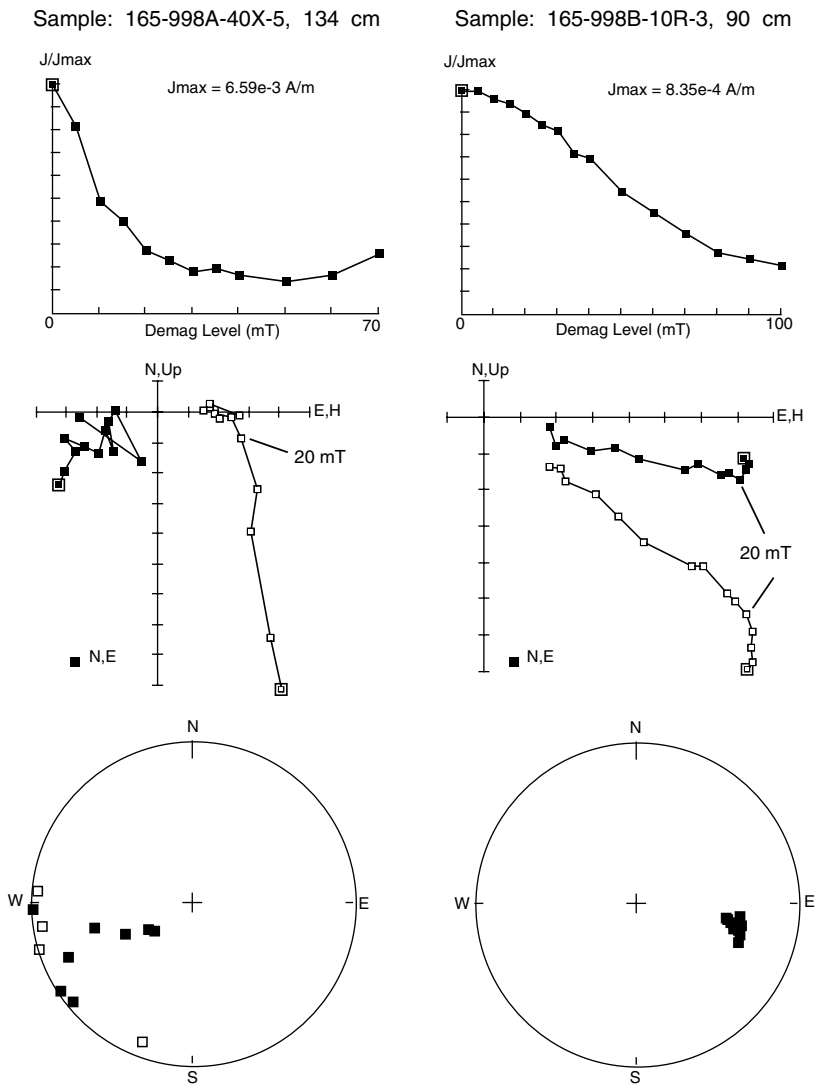 Sample: 165-998A-40X-5, 134 cm
Sample: 165-998B-10R-3, 90 cm
J/Jmax
Jmax = 6.59e-3 A/m
0
70
Demag Level (mT)
J/Jmax
Jmax = 8.35e-4 A/m
0
100
Demag Level (mT)
N,Up
E,H
20 mT
N,E
N,Up
E,H
20 mT
N,E
N
W
E
S
N
W
E
S